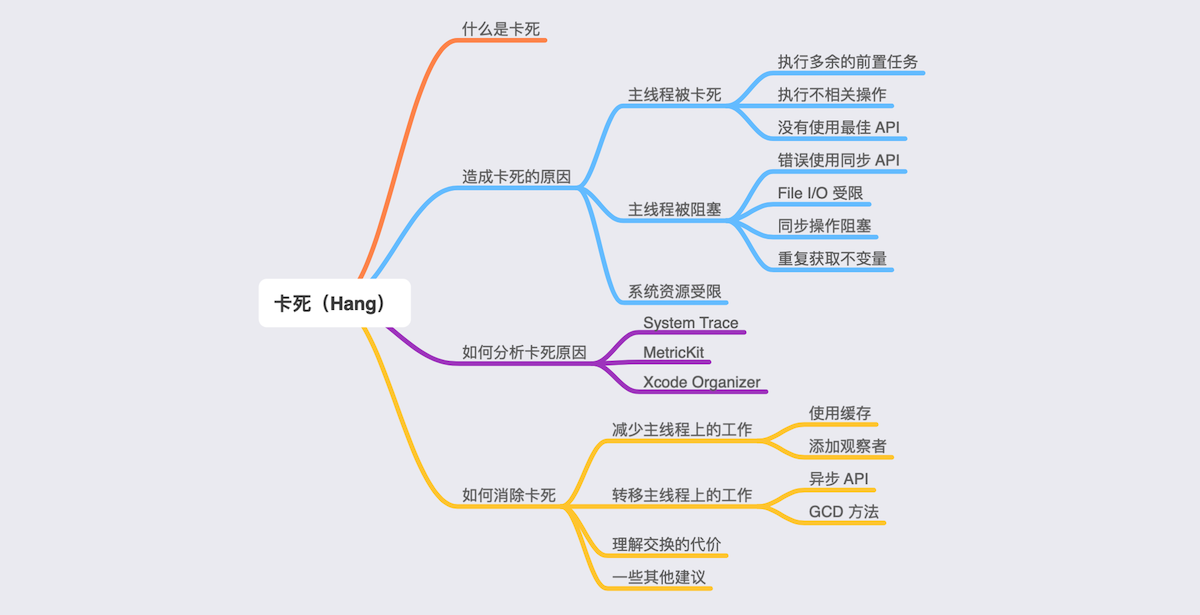 什么是卡死
执行多余的前置任务
主线程被卡死
执行不相关操作
没有使用最佳 API
错误使用同步 API
造成卡死的原因
File I/O 受限
主线程被阻塞
同步操作阻塞
重复获取不变量
系统资源受限
卡死（Hang）
System Trace
如何分析卡死原因
MetricKit
Xcode Organizer
使用缓存
减少主线程上的工作
添加观察者
异步 API
如何消除卡死
转移主线程上的工作
GCD 方法
理解交换的代价
一些其他建议